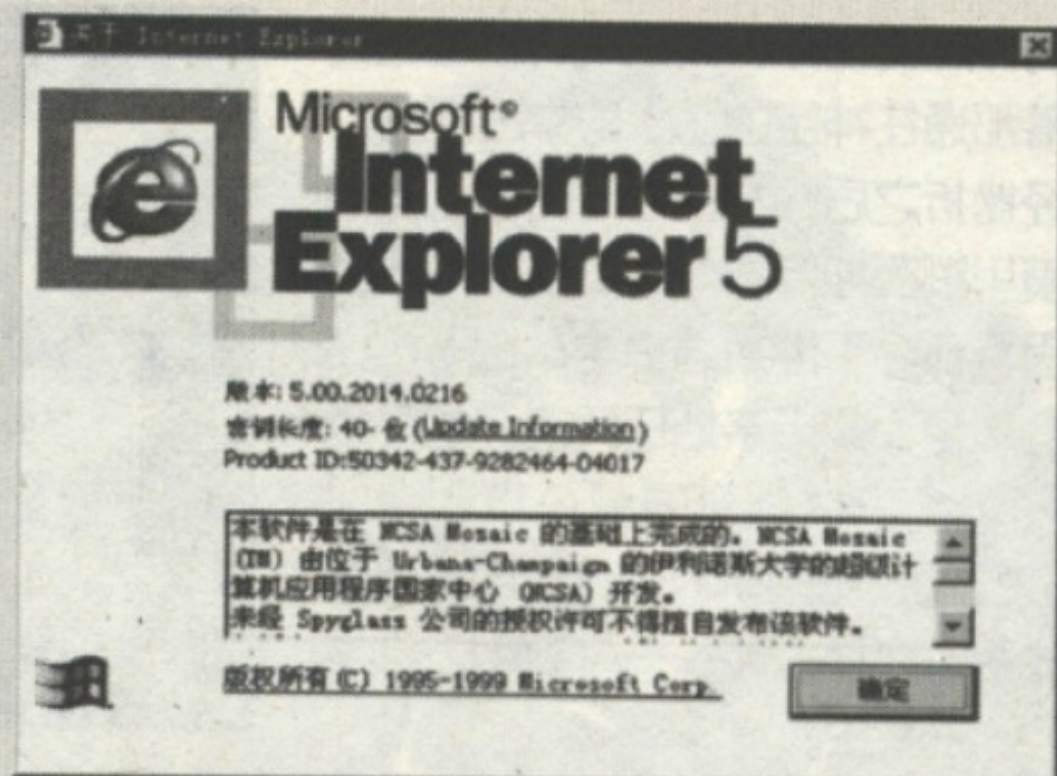 关于 Internet Explorer
Microsoft®
Internet
Explorer 5
版本: 5.00.2014.0216
密钥长度: 40- 位 (Update Information)
Product ID:50342-437-9282464-04017
本软件是在 NCSA Mosaic 的基础上完成的。NCSA Mosaic
(TM) 由位于 Urbana-Champaign 的伊利诺斯大学的超级计
算机应用程序国家中心 (NCSA) 开发。
未经 Spyglass 公司的授权许可不得擅自发布该软件。
版权所有 (C) 1995-1999 Microsoft Corp.
确定